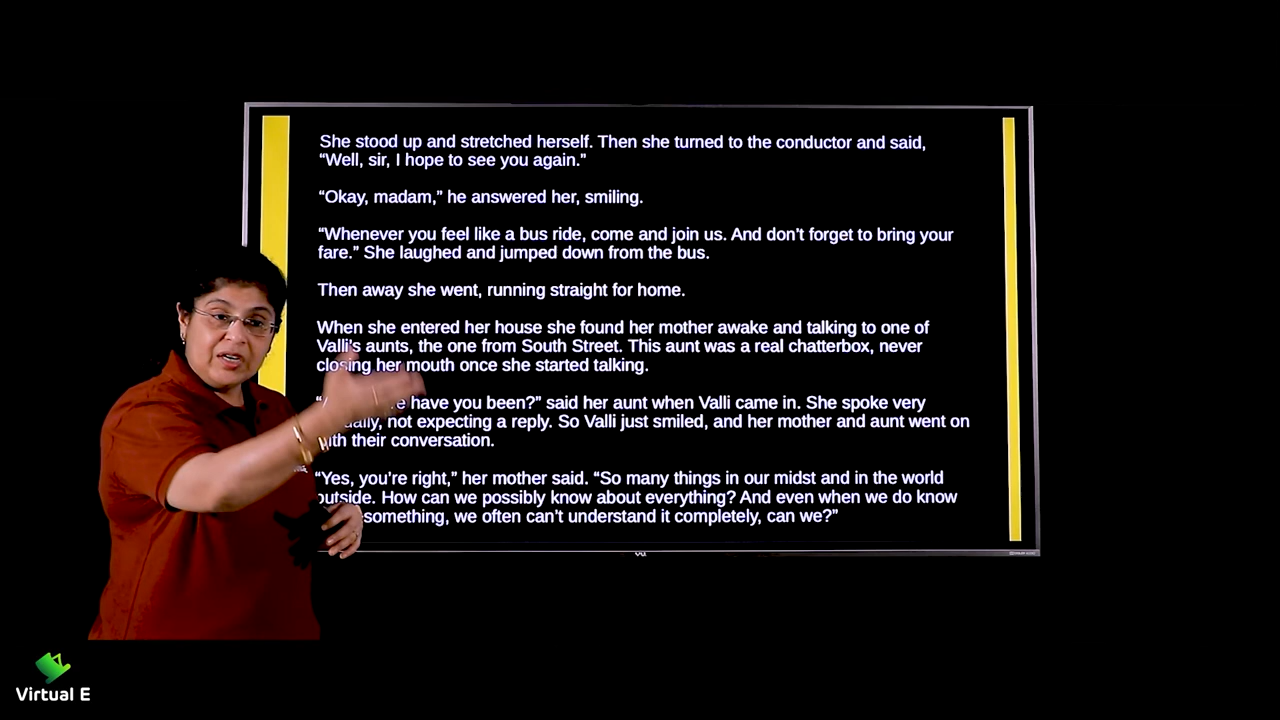 She stood up and stretched herself. Then she turned to the conductor and said,
“Well, sir, I hope to see you again.”
“Okay, madam,” he answered her, smiling.
“Whenever you feel like a bus ride, come and join us. And don’t forget to bring your
fare.” She laughed and jumped down from the bus.
Then away she went, running straight for home.
When she entered her house she found her mother awake and talking to one of
Valli’s aunts, the one from South Street. This aunt was a real chatterbox, never
closing her mouth once she started talking.
have you been?” said her aunt when Valli came in. She spoke very
not expecting a reply. So Valli just smiled, and her mother and aunt went on
with their conversation.
“Yes, you’re right,” her mother said. “So many things in our midst and in the world
outside. How can we possibly know about everything? And even when we do know
something, we often can’t understand it completely, can we?”
Virtual E